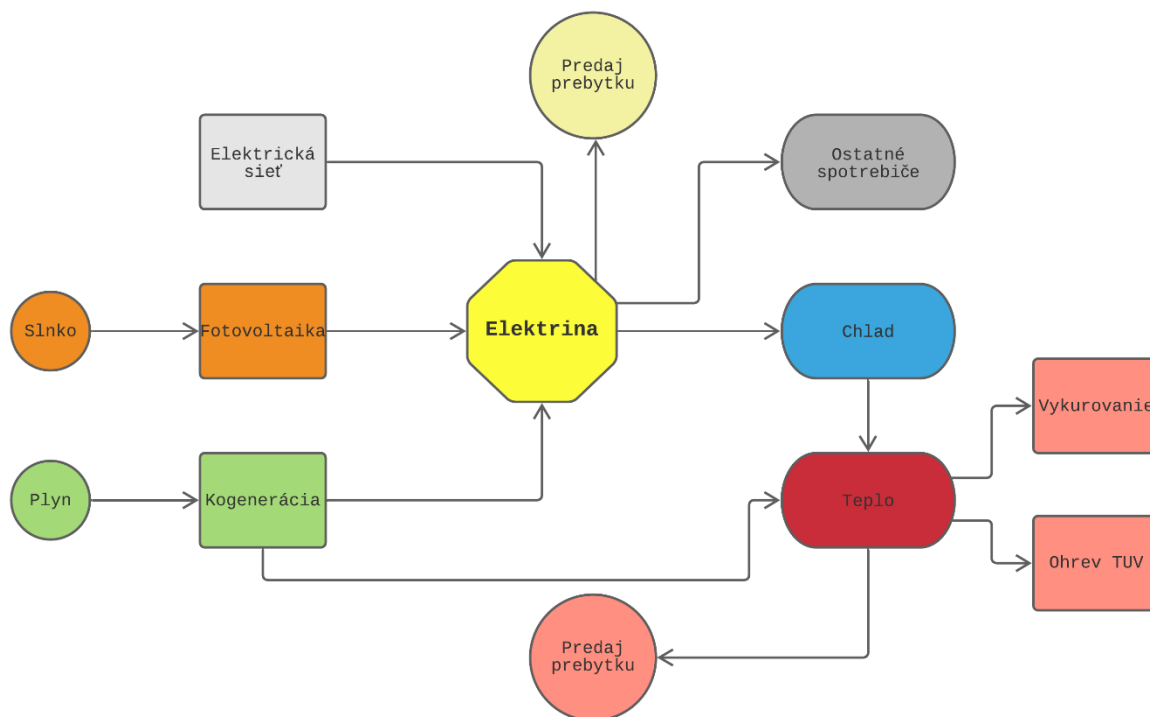 Predaj
prebytku
Elektrická
sieť
Ostatné
spotrebiče
Slnko
Fotovoltaika
Elektrina
Chlad
Vykurovanie
Plyn
Kogenerácia
Teplo
Ohrev TUV
Predaj
prebytku